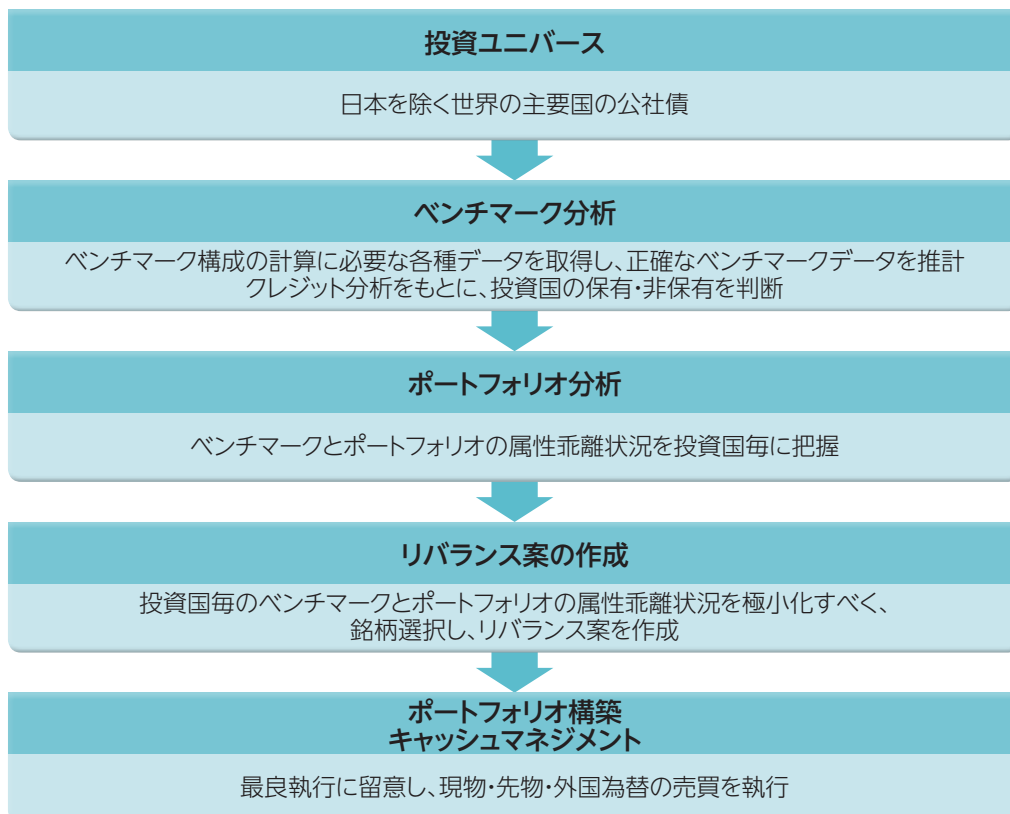 投資ユニバース
日本を除く世界の主要国の公社債
ベンチマーク分析
ベンチマーク構成の計算に必要な各種データを取得し、正確なベンチマークデータを推計
クレジット分析をもとに、投資国の保有・非保有を判断
ポートフォリオ分析
ベンチマークとポートフォリオの属性乖離状況を投資国毎に把握
リバランス案の作成
投資国毎のベンチマークとポートフォリオの属性乖離状況を極小化すべく、
銘柄選択し、リバランス案を作成
ポートフォリオ構築
キャッシュマネジメント
最良執行に留意し、現物・先物・外国為替の売買を執行